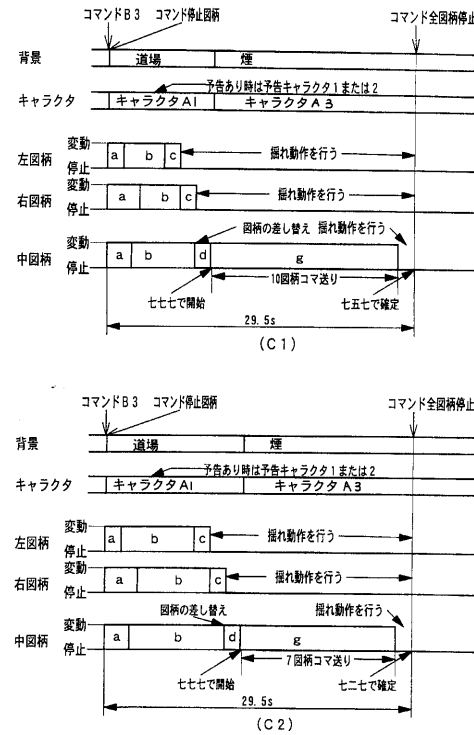 コマンドB3 コマンド停止図柄 コマンド全図柄停止
背景 道場 煙
予告あり時は予告キャラクタ1または2
キャラクタ キャラクタA1 キャラクタA3
左図柄 変動 停止 a b c 揺れ動作を行う
右図柄 変動 停止 a b c 揺れ動作を行う
図柄の差し替え 揺れ動作を行う
中図柄 変動 停止 a b d g
七七七で開始 10図柄コマ送り 七五七で確定
29.5s
(C1)
コマンドB3 コマンド停止図柄 コマンド全図柄停止
背景 道場 煙
予告あり時は予告キャラクタ1または2
キャラクタ キャラクタA1 キャラクタA3
左図柄 変動 停止 a b c 揺れ動作を行う
右図柄 変動 停止 a b c 揺れ動作を行う
図柄の差し替え 揺れ動作を行う
中図柄 変動 停止 a b d g
七七七で開始 7図柄コマ送り 七二七で確定
29.5s
(C2)